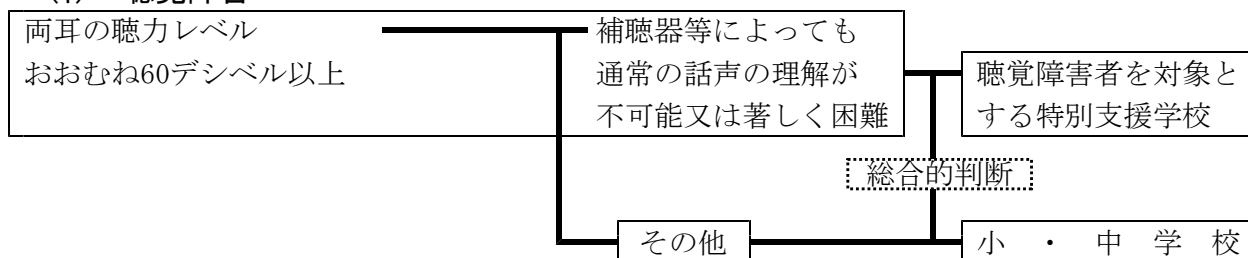 両耳の聴力レベル
おおむね60デシベル以上
補聴器等によっても
通常の話声の理解が
不可能又は著しく困難
聴覚障害者を対象と
する特別支援学校
総合的判断
その他
小・中学校